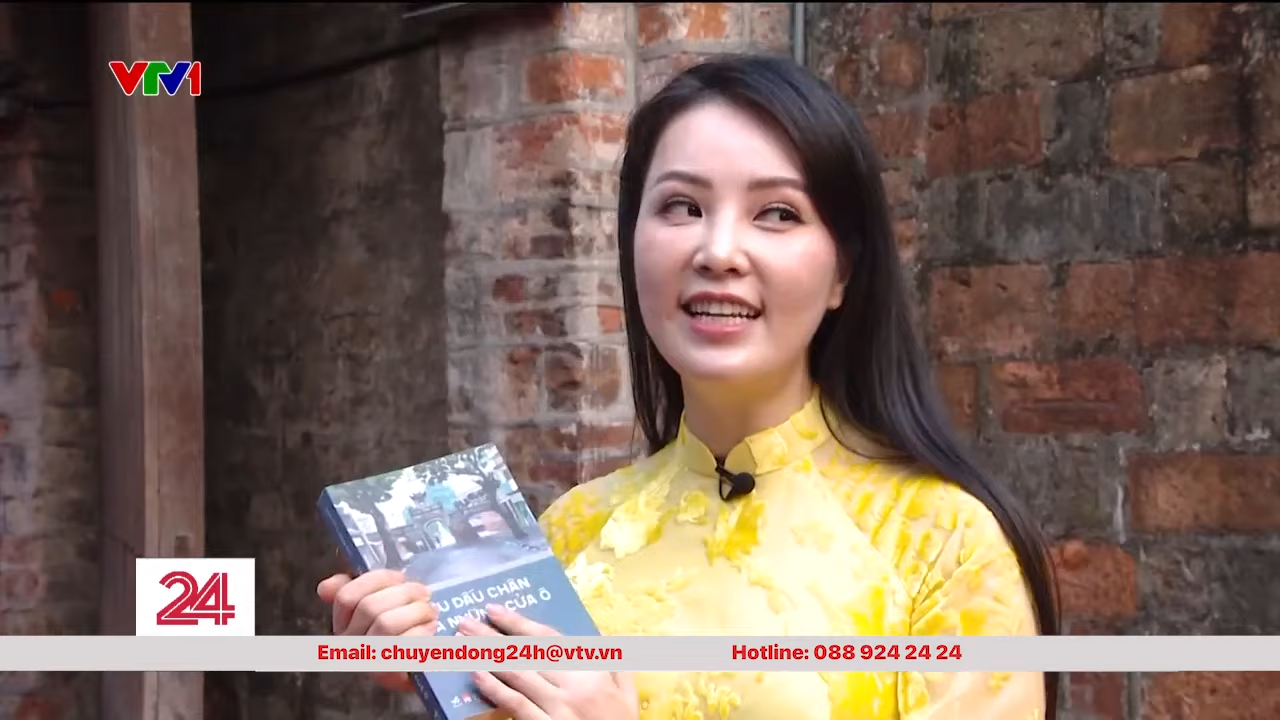 VTV1
DẤU CHÂN
CỬA Ô
24
Email: chuyendong24h@vtv.vn
Hotline: 088 924 24 24